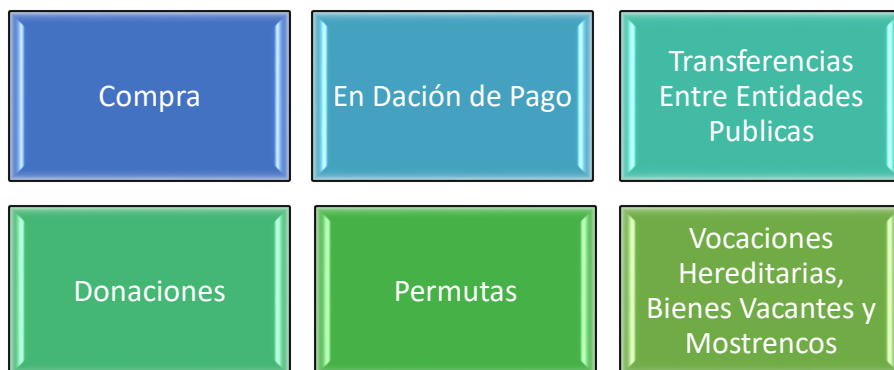 Compra
En Dación de Pago
Transferencias
Entre Entidades
Publicas
Donaciones
Permutas
Vocaciones
Hereditarias,
Bienes Vacantes y
Mostrencos